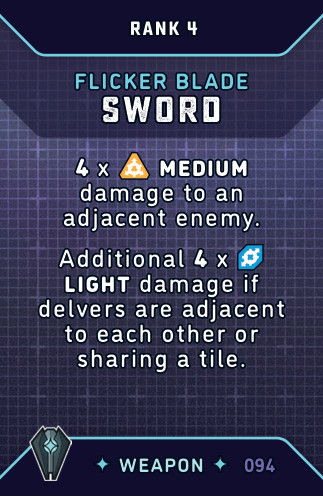 RANK 4
FLICKER BLADE
SWORD
4 x MEDIUM
damage to an
adjacent enemy.
Additional 4 x
LIGHT damage if
delvers are adjacent
to each other or
sharing a tile.
WEAPON 094